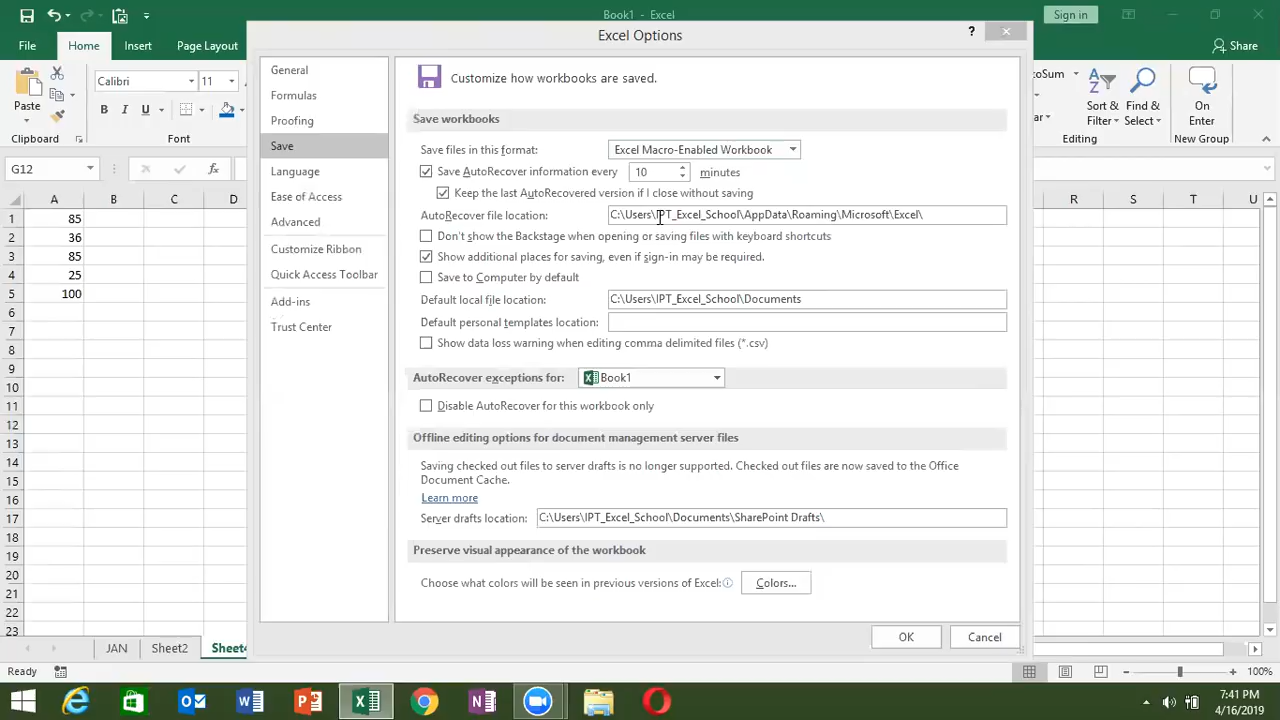 Book1 - Excel
Sign in
Excel Options
?
File
Home
Insert
Page Layout
Share
Calibri
11
Paste
B I U
Clipboard
Font
AutoSum
Sort &
Filter
Find &
Select
Editing
On
Enter
G12
fx
General
Formulas
Proofing
Save
Language
Ease of Access
Advanced
Customize Ribbon
Quick Access Toolbar
Add-ins
Trust Center
Customize how workbooks are saved.
Save workbooks
Save files in this format: Excel Macro-Enabled Workbook
Save AutoRecover information every 10 minutes
Keep the last AutoRecovered version if I close without saving
AutoRecover file location: C:\Users\IPT_Excel_School\AppData\Roaming\Microsoft\Excel\
Don't show the Backstage when opening or saving files with keyboard shortcuts
Show additional places for saving, even if sign-in may be required.
Save to Computer by default
Default local file location: C:\Users\IPT_Excel_School\Documents
Default personal templates location:
Show data loss warning when editing comma delimited files (*.csv)
AutoRecover exceptions for: Book1
Disable AutoRecover for this workbook only
Offline editing options for document management server files
Saving checked out files to server drafts is no longer supported. Checked out files are now saved to the Office
Document Cache.
Learn more
Server drafts location: C:\Users\IPT_Excel_School\Documents\SharePoint Drafts\
Preserve visual appearance of the workbook
Choose what colors will be seen in previous versions of Excel: Colors...
OK
Cancel
A B C D R S T U
1 85
2 36
3 85
4 25
5 100
6
7
8
9
10
11
12
13
14
15
16
17
18
19
20
21
22
23
JAN
Sheet2
Sheet4
Ready
100%
7:41 PM
4/16/2019